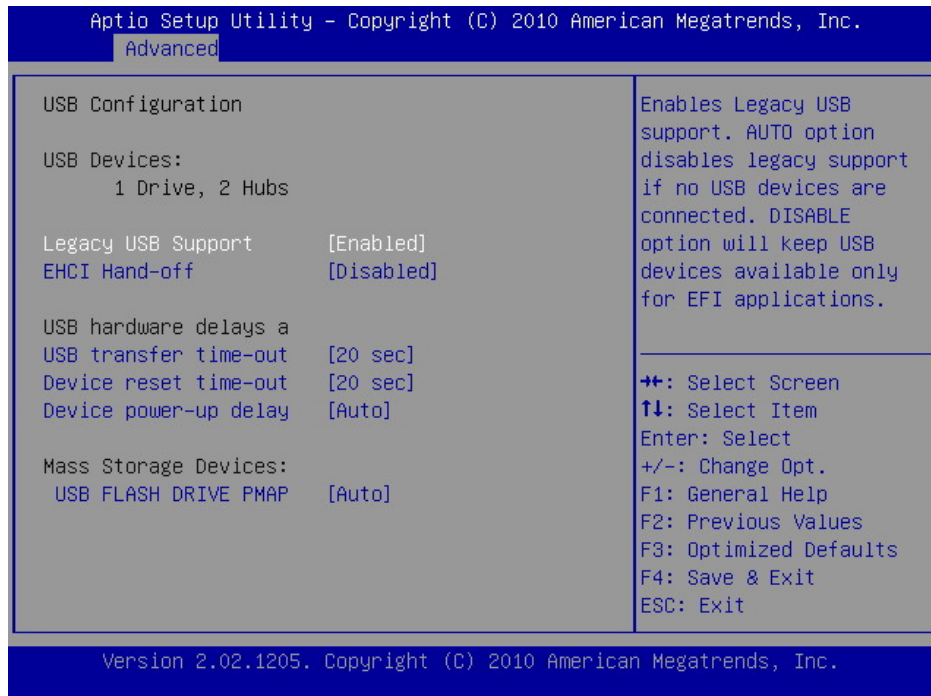 Aptio Setup Utility – Copyright (C) 2010 American Megatrends, Inc.
Advanced
USB Configuration
USB Devices:
1 Drive, 2 Hubs
Legacy USB Support [Enabled]
EHCI Hand-off [Disabled]
USB hardware delays a
USB transfer time-out [20 sec]
Device reset time-out [20 sec]
Device power-up delay [Auto]
Mass Storage Devices:
USB FLASH DRIVE PMAP [Auto]
Enables Legacy USB
support. AUTO option
disables legacy support
if no USB devices are
connected. DISABLE
option will keep USB
devices available only
for EFI applications.
→←: Select Screen
↑↓: Select Item
Enter: Select
+/-: Change Opt.
F1: General Help
F2: Previous Values
F3: Optimized Defaults
F4: Save & Exit
ESC: Exit
Version 2.02.1205. Copyright (C) 2010 American Megatrends, Inc.